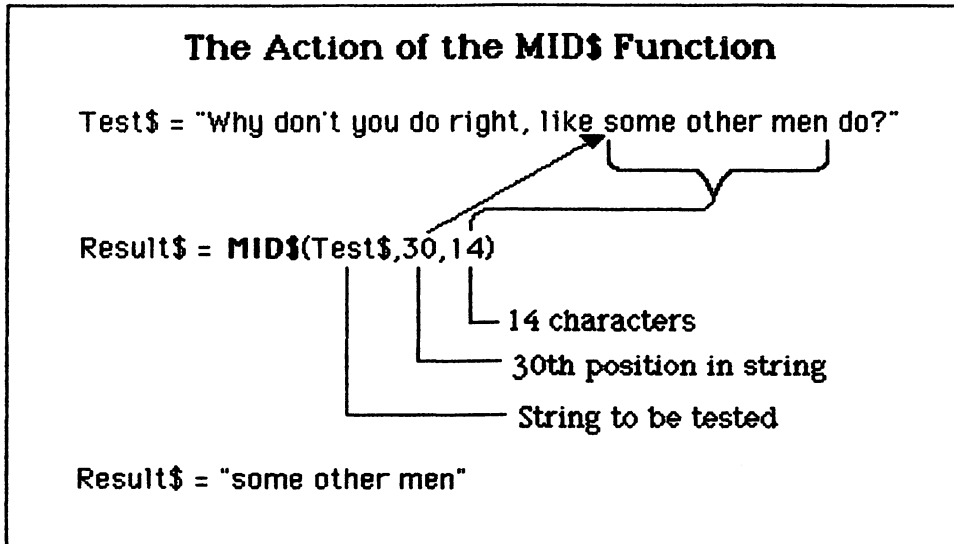 The Action of the MID$ Function
Test$ = "Why don't you do right, like some other men do?"
Result$ = MID$(Test$,30,14)
14 characters
30th position in string
String to be tested
Result$ = "some other men"